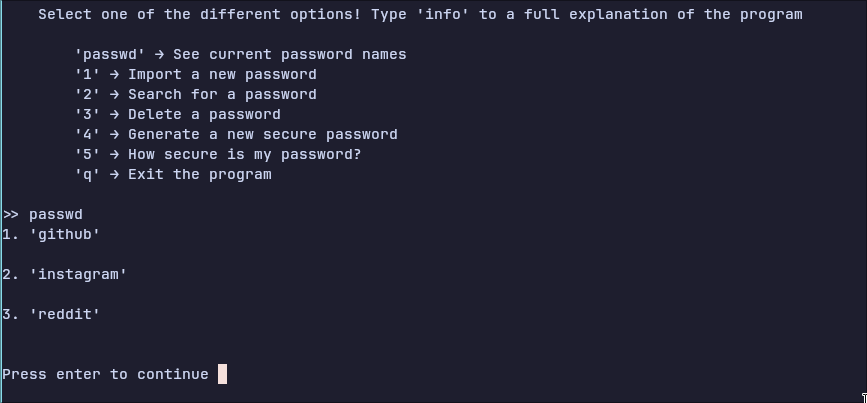 Select one of the different options! Type 'info' to a full explanation of the program
'passwd' → See current password names
'1' → Import a new password
'2' → Search for a password
'3' → Delete a password
'4' → Generate a new secure password
'5' → How secure is my password?
'q' → Exit the program
>> passwd
1. 'github'
2. 'instagram'
3. 'reddit'
Press enter to continue